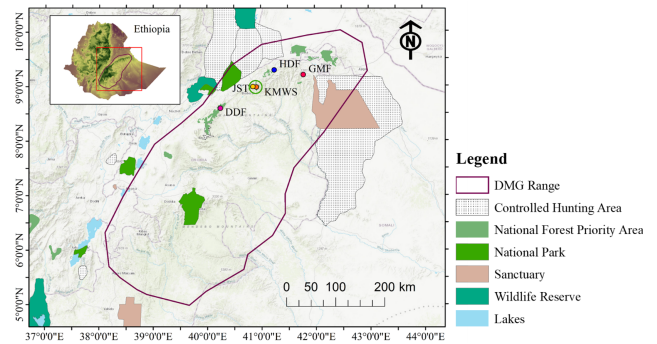 Ethiopia
N
HDF
GMF
JST
KMWS
DDF
10°0'0"N
9°0'0"N
8°0'0"N
7°0'0"N
6°0'0"N
5°0'0"N
0 50 100 200 km
37°0'0"E 38°0'0"E 39°0'0"E 40°0'0"E 41°0'0"E 42°0'0"E 43°0'0"E 44°0'0"E
Legend
DMG Range
Controlled Hunting Area
National Forest Priority Area
National Park
Sanctuary
Wildlife Reserve
Lakes